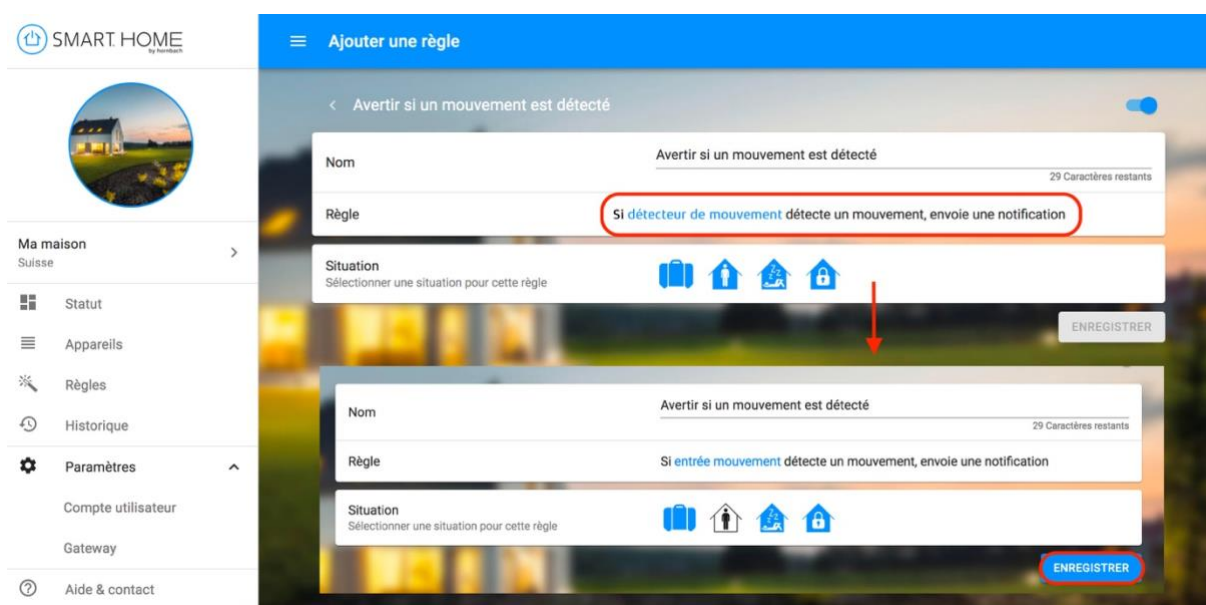 SMART HOME
by hornbach
Ajouter une règle
Avertir si un mouvement est détecté
Nom
Avertir si un mouvement est détecté
29 Caractères restants
Règle
Si détecteur de mouvement détecte un mouvement, envoie une notification
Situation
Sélectionner une situation pour cette règle
ENREGISTRER
Nom
Avertir si un mouvement est détecté
29 Caractères restants
Règle
Si entrée mouvement détecte un mouvement, envoie une notification
Situation
Sélectionner une situation pour cette règle
ENREGISTRER
Ma maison
Suisse
Statut
Appareils
Règles
Historique
Paramètres
Compte utilisateur
Gateway
Aide & contact